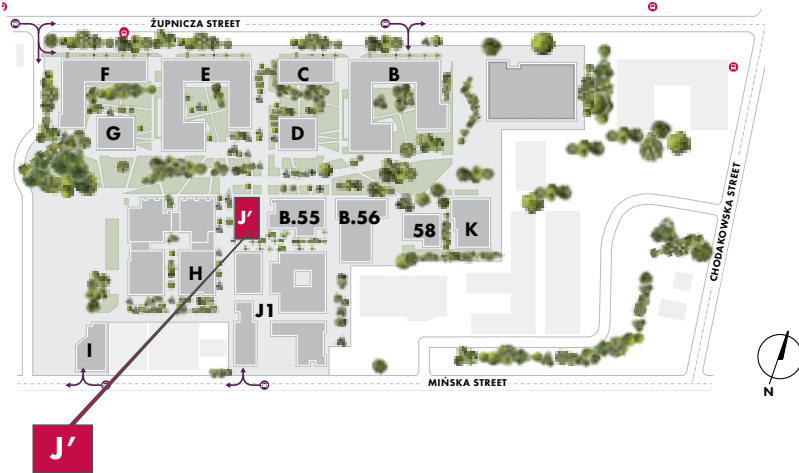 ŻUPNICZA STREET
F
E
C
B
G
D
CHODAKOWSKA STREET
J’
B.55
B.56
58
K
H
J1
I
MIŃSKA STREET
N
J’